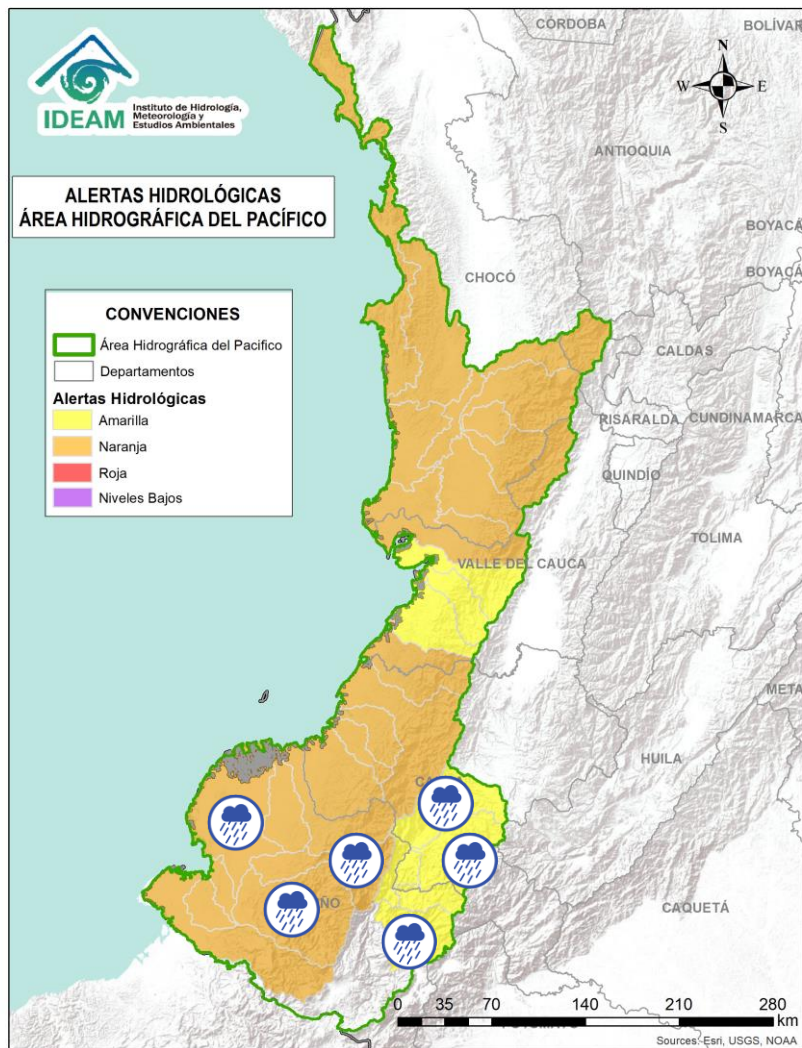 IDEAM
Instituto de Hidrología,
Meteorología y
Estudios Ambientales
ALERTAS HIDROLÓGICAS
ÁREA HIDROGRÁFICA DEL PACÍFICO
CONVENCIONES
Área Hidrográfica del Pacifico
Departamentos
Alertas Hidrológicas
Amarilla
Naranja
Roja
Niveles Bajos
CÓRDOBA
BOLÍVAR
N
W E
S
ANTIOQUIA
BOYACÁ
CHOCÓ
BOYACÁ
CALDAS
RISARALDA
CUNDINAMARCA
QUINDÍO
TOLIMA
VALLE DEL CAUCA
META
HUILA
CAQUETÁ
0 35 70 140 210 280
km
Sources: Esri, USGS, NOAA